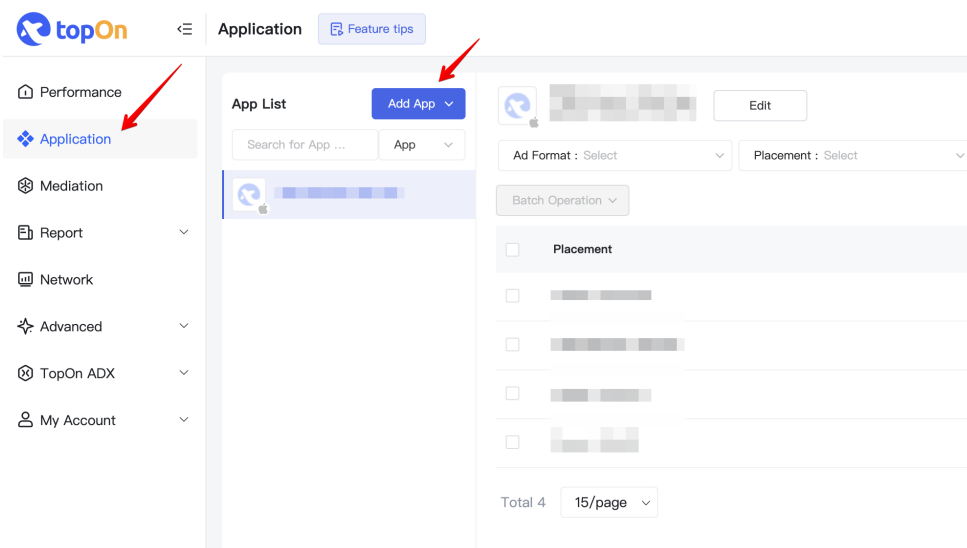 topOn
Application
Feature tips
Performance
Application
Mediation
Report
Network
Advanced
TopOn ADX
My Account
App List
Add App
Search for App ...
App
Edit
Ad Format : Select
Placement : Select
Batch Operation
Placement
Total 4
15/page